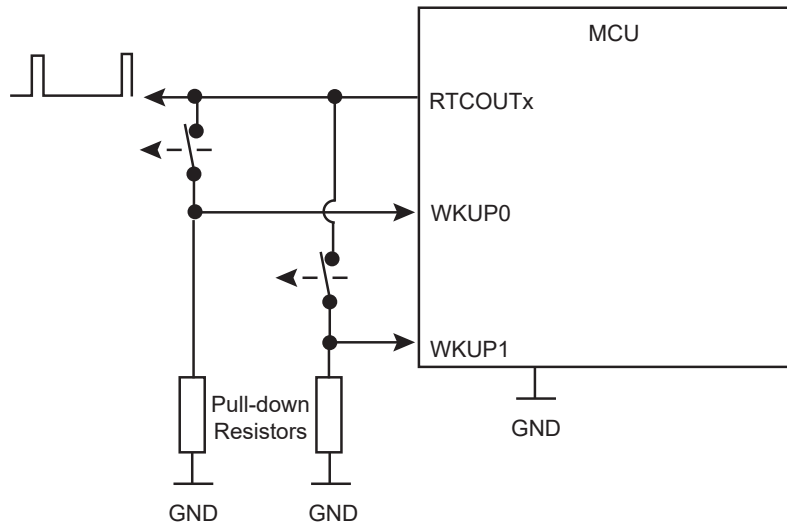 MCU
RTCOUTx
WKUP0
WKUP1
Pull-down
Resistors
GND
GND
GND